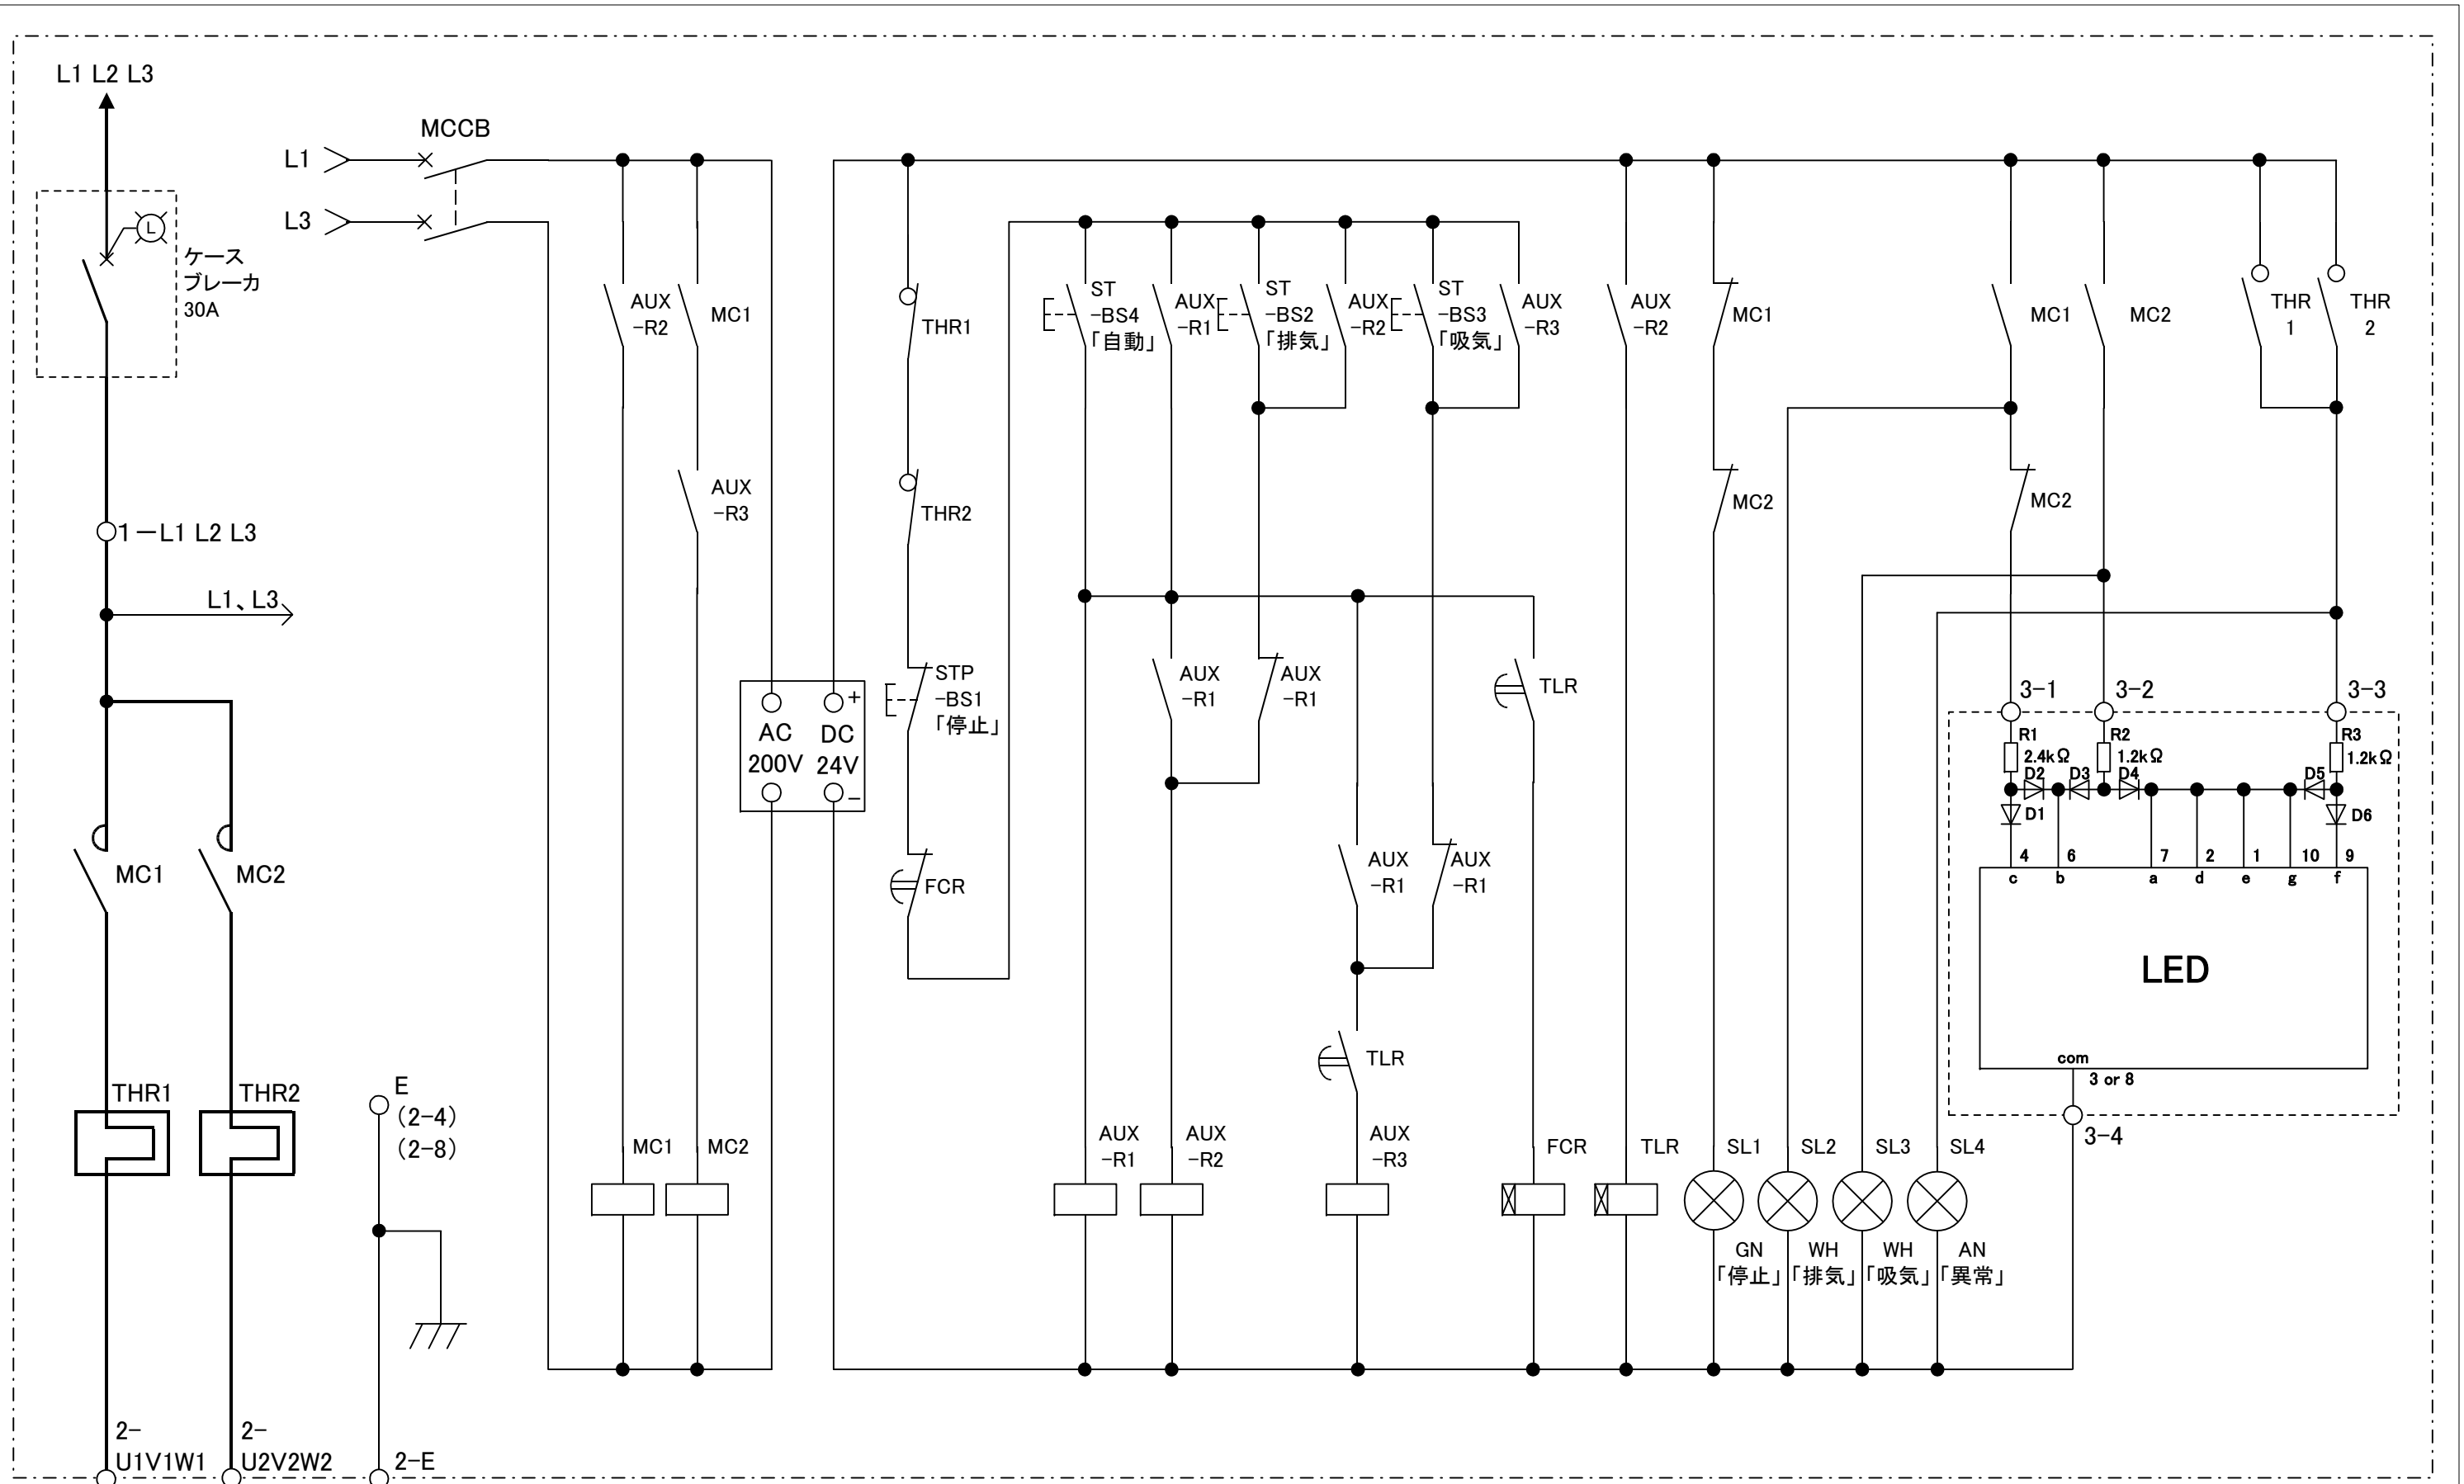 L1 L2 L3
L
ケース
ブレーカ
30A
1-L1 L2 L3
L1、L3
MC1
MC2
THR1
THR2
2-
U1V1W1
2-
U2V2W2
E
(2-4)
(2-8)
2-E
MCCB
L1
L3
AUX
-R2
MC1
AUX
-R3
MC1
MC2
AC
200V
DC
24V
+
-
THR1
THR2
STP
-BS1
「停止」
FCR
ST
-BS4
「自動」
AUX
-R1
ST
-BS2
「排気」
AUX
-R2
ST
-BS3
「吸気」
AUX
-R3
AUX
-R1
AUX
-R1
TLR
AUX
-R1
AUX
-R1
TLR
AUX
-R1
AUX
-R2
AUX
-R3
FCR
TLR
AUX
-R2
MC1
MC2
MC1
MC2
MC2
THR
1
THR
2
SL1
SL2
SL3
SL4
GN
「停止」
WH
「排気」
WH
「吸気」
AN
「異常」
3-1
3-2
3-3
R1
2.4kΩ
R2
1.2kΩ
R3
1.2kΩ
D2
D3
D4
D5
D1
D6
4
6
7
2
1
10
9
c
b
a
d
e
g
f
LED
com
3 or 8
3-4